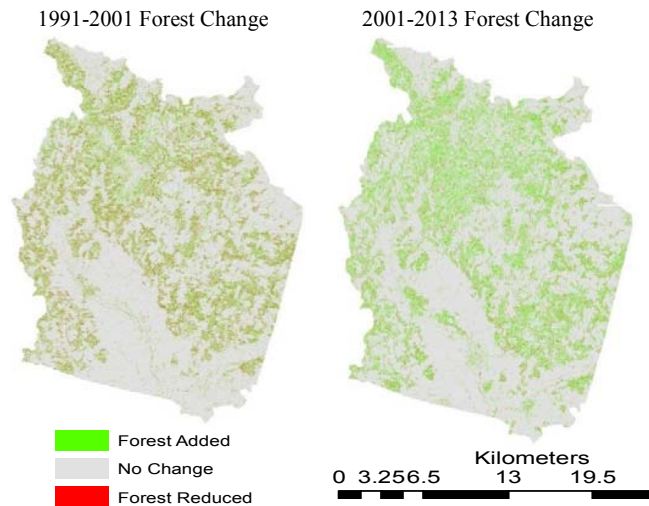 1991-2001 Forest Change
2001-2013 Forest Change
Forest Added
No Change
Forest Reduced
Kilometers
0 3.256.5 13 19.5